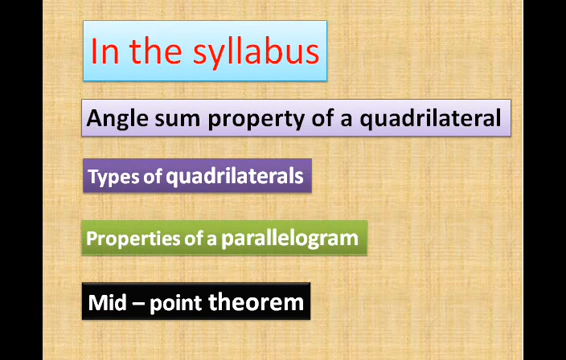 In the syllabus
Angle sum property of a quadrilateral
Types of quadrilaterals
Properties of a parallelogram
Mid – point theorem